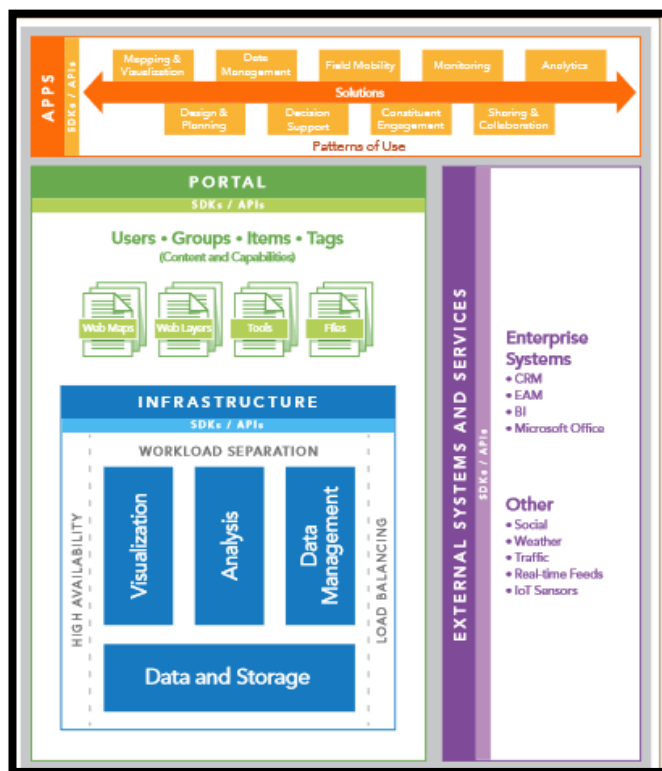 APPS
SDKs / APIs
Mapping &
Visualization
Data
Management
Field Mobility
Monitoring
Analytics
Solutions
Design &
Planning
Decision
Support
Constituent
Engagement
Sharing &
Collaboration
Patterns of Use
PORTAL
SDKs / APIs
Users • Groups • Items • Tags
(Content and Capabilities)
Web Maps
Web Layers
Tools
Files
INFRASTRUCTURE
SDKs / APIs
WORKLOAD SEPARATION
HIGH AVAILABILITY
Visualization
Analysis
Data
Management
LOAD BALANCING
Data and Storage
EXTERNAL SYSTEMS AND SERVICES
SDKs / APIs
Enterprise
Systems
• CRM
• EAM
• BI
• Microsoft Office
Other
• Social
• Weather
• Traffic
• Real-time Feeds
• IoT Sensors